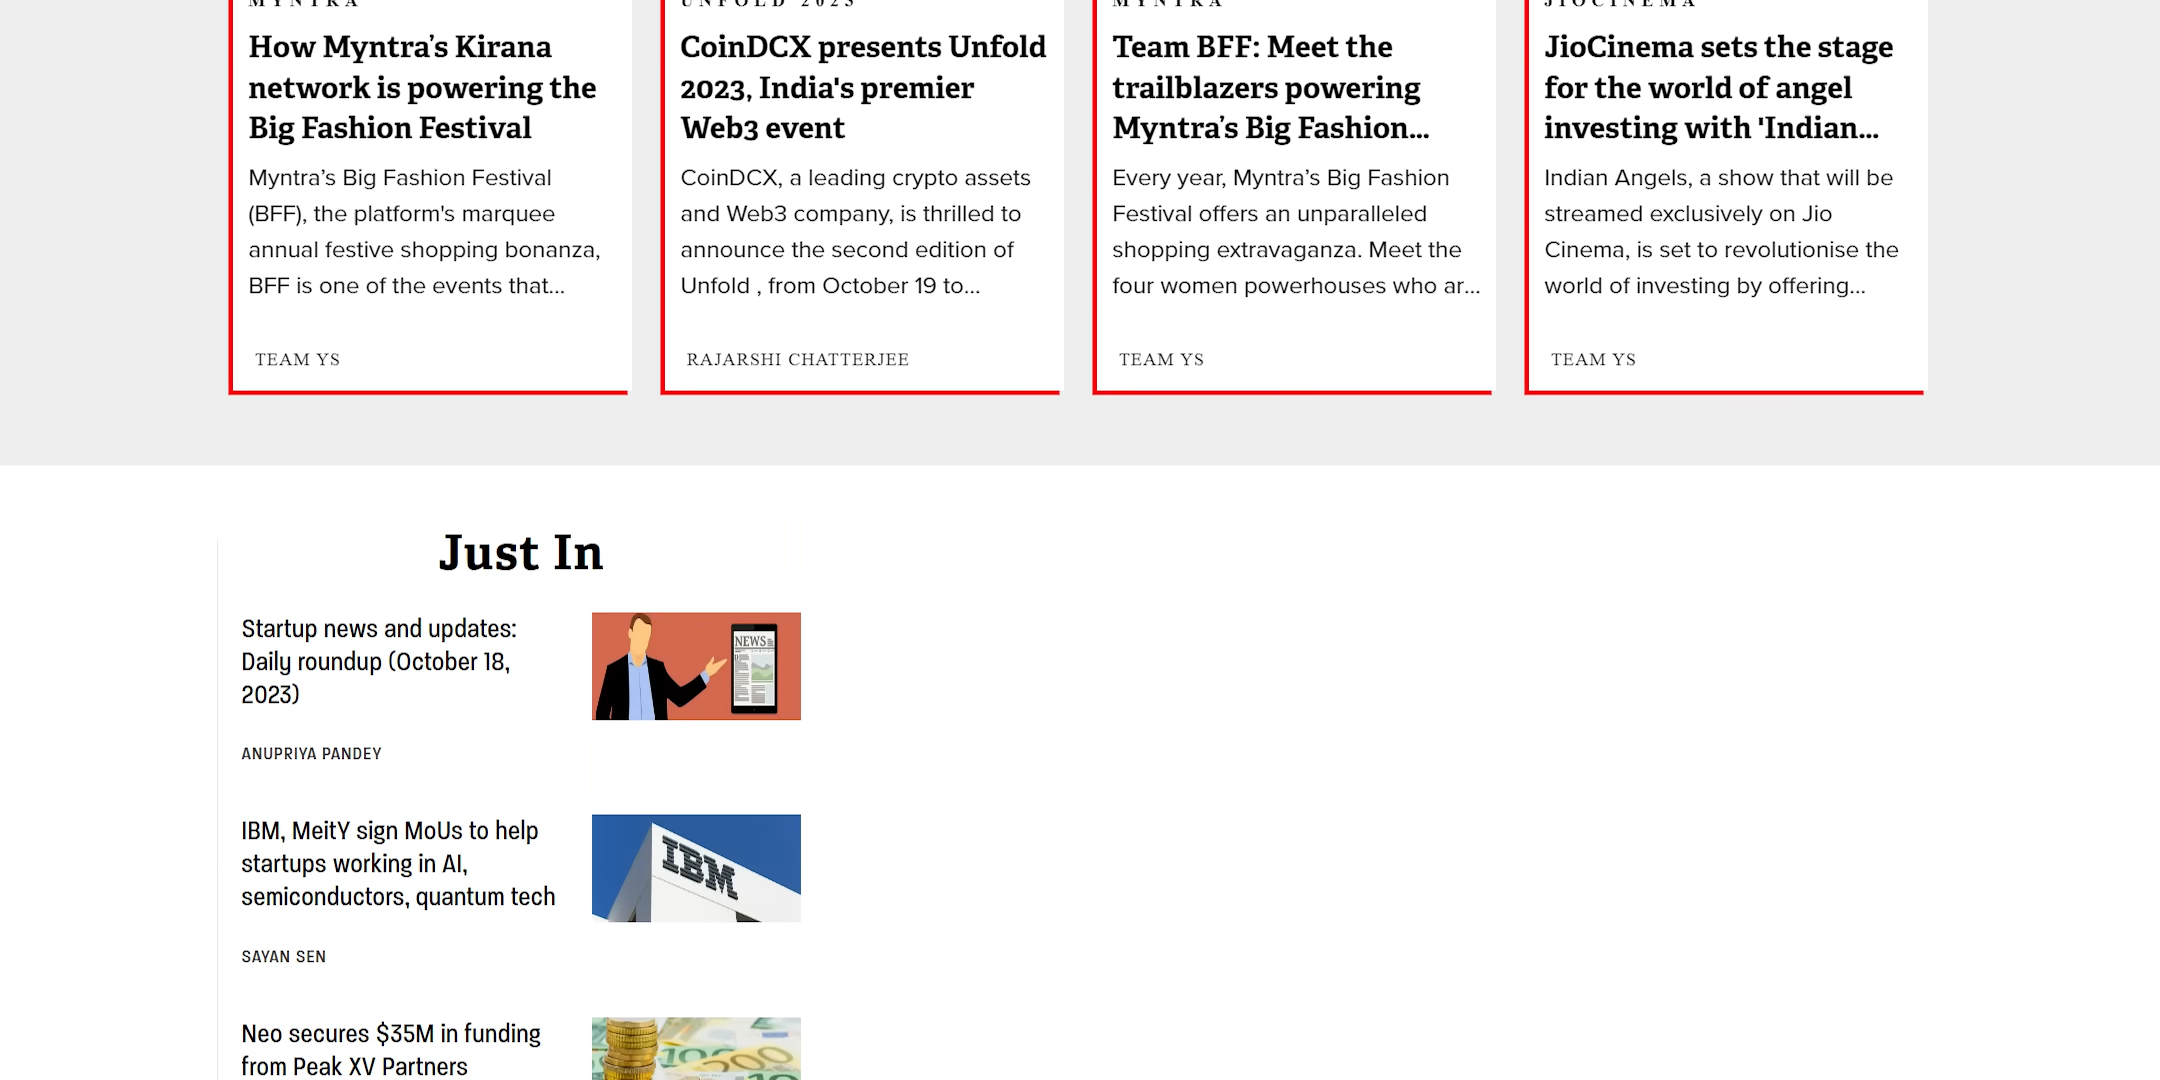 MYNTRA
How Myntra’s Kirana
network is powering the
Big Fashion Festival
Myntra’s Big Fashion Festival
(BFF), the platform's marquee
annual festive shopping bonanza,
BFF is one of the events that...
TEAM YS
UNFOLD 2023
CoinDCX presents Unfold
2023, India's premier
Web3 event
CoinDCX, a leading crypto assets
and Web3 company, is thrilled to
announce the second edition of
Unfold , from October 19 to...
RAJARSHI CHATTERJEE
MYNTRA
Team BFF: Meet the
trailblazers powering
Myntra’s Big Fashion...
Every year, Myntra’s Big Fashion
Festival offers an unparalleled
shopping extravaganza. Meet the
four women powerhouses who ar...
TEAM YS
JIOCINEMA
JioCinema sets the stage
for the world of angel
investing with 'Indian...
Indian Angels, a show that will be
streamed exclusively on Jio
Cinema, is set to revolutionise the
world of investing by offering...
TEAM YS
Just In
Startup news and updates:
Daily roundup (October 18,
2023)
NEWS
ANUPRIYA PANDEY
IBM, MeitY sign MoUs to help
startups working in AI,
semiconductors, quantum tech
IBM
SAYAN SEN
Neo secures $35M in funding
from Peak XV Partners
100
200